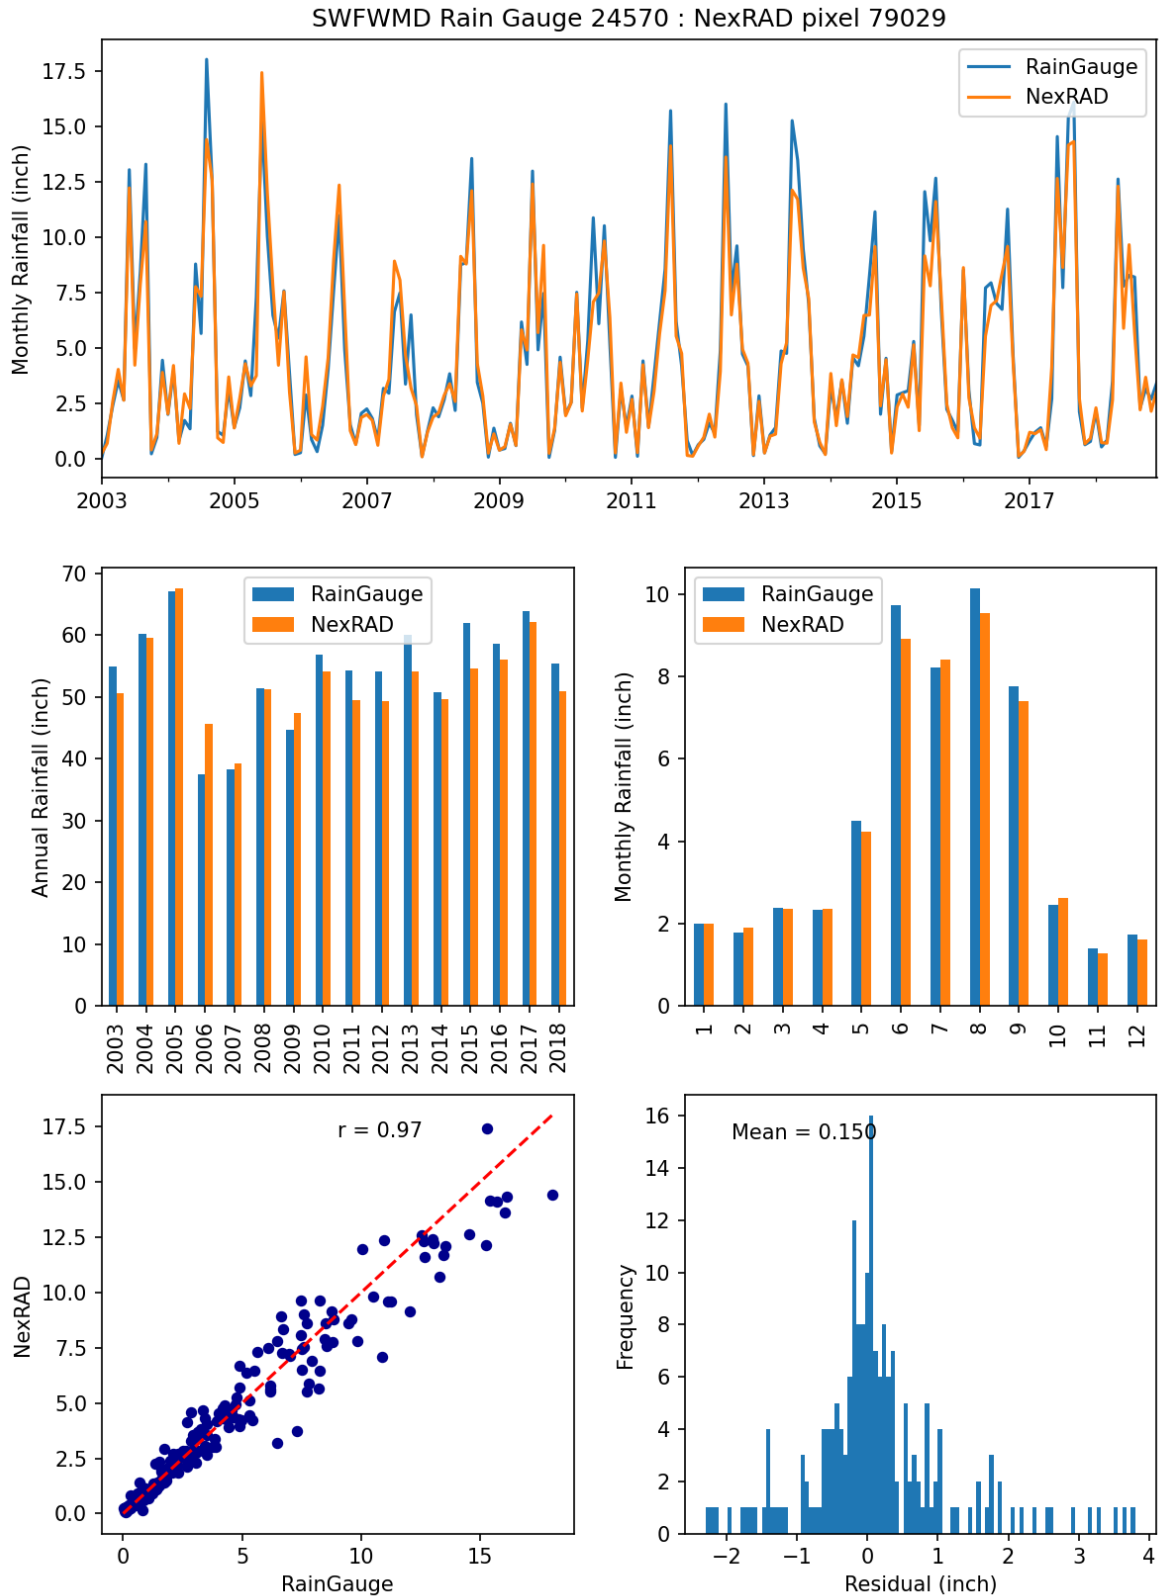 SWFWMD Rain Gauge 24570 : NexRAD pixel 79029
Monthly Rainfall (inch)
17.5
15.0
12.5
10.0
7.5
5.0
2.5
0.0
RainGauge
NexRAD
2003 2005 2007 2009 2011 2013 2015 2017
Annual Rainfall (inch)
70
60
50
40
30
20
10
0
RainGauge
NexRAD
2003 2004 2005 2006 2007 2008 2009 2010 2011 2012 2013 2014 2015 2016 2017 2018
Monthly Rainfall (inch)
10
8
6
4
2
0
RainGauge
NexRAD
1 2 3 4 5 6 7 8 9 10 11 12
NexRAD
17.5
15.0
12.5
10.0
7.5
5.0
2.5
0.0
r = 0.97
0 5 10 15
RainGauge
Frequency
16
14
12
10
8
6
4
2
0
Mean = 0.150
−2 −1 0 1 2 3 4
Residual (inch)